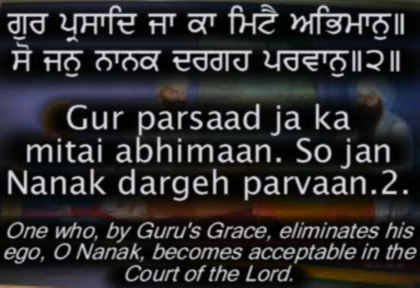 ਗੁਰ ਪ੍ਰਸਾਦਿ ਜਾ ਕਾ ਮਿਟੈ ਅਭਿਮਾਨੁ॥
ਸੋ ਜਨੁ ਨਾਨਕ ਦਰਗਹ ਪਰਵਾਨੁ॥੨॥
Gur parsaad ja ka
mitai abhimaan. So jan
Nanak dargeh parvaan.2.
One who, by Guru's Grace, eliminates his
ego, O Nanak, becomes acceptable in the
Court of the Lord.